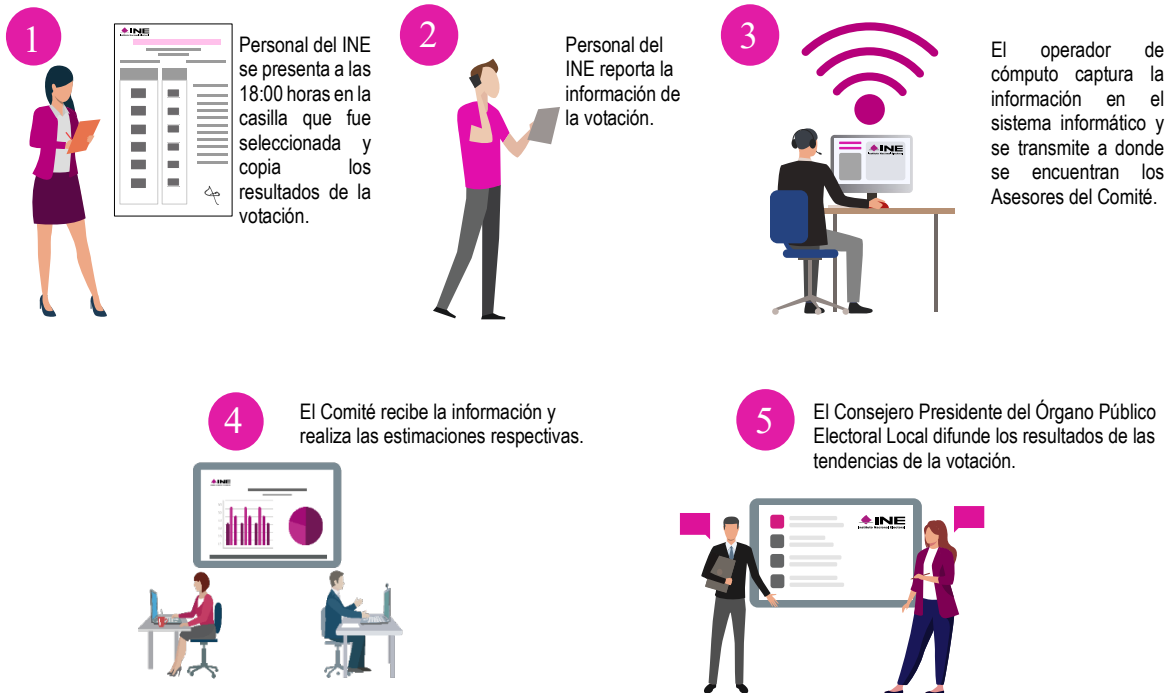 1
INE
Personal del INE
se presenta a las
18:00 horas en la
casilla que fue
seleccionada y
copia los
resultados de la
votación.
2
Personal del
INE reporta la
información de
la votación.
3
INE
El operador de
cómputo captura la
información en el
sistema informático y
se transmite a donde
se encuentran los
Asesores del Comité.
4
El Comité recibe la información y
realiza las estimaciones respectivas.
INE
5
El Consejero Presidente del Órgano Público
Electoral Local difunde los resultados de las
tendencias de la votación.
INE
Instituto Nacional Electoral